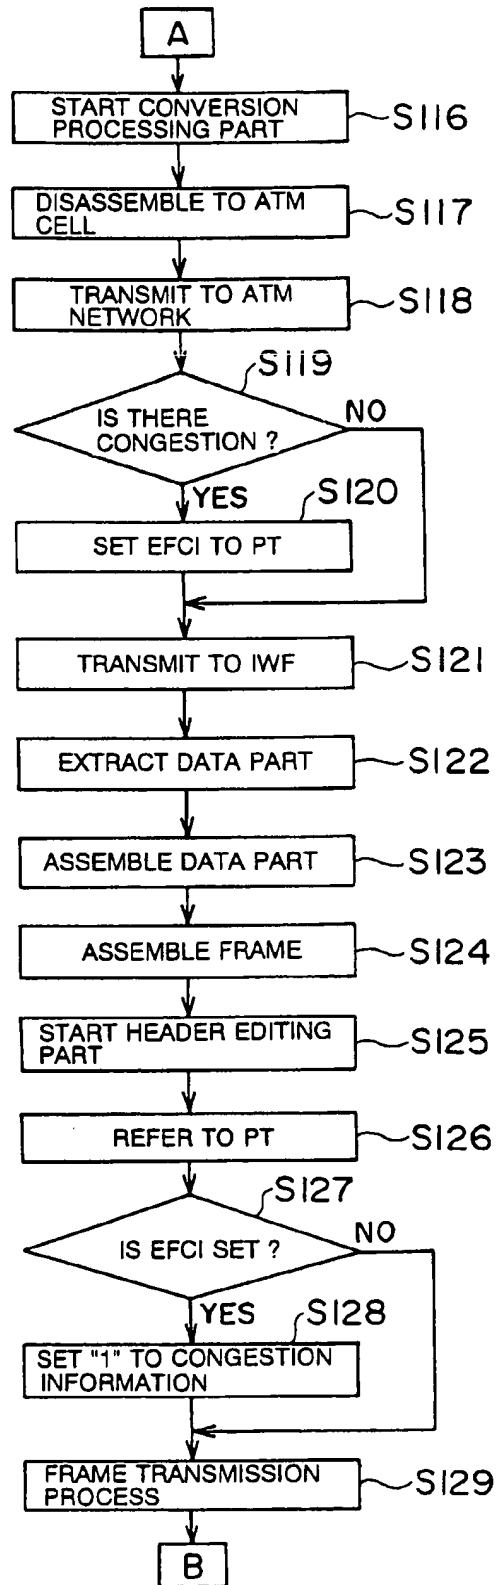 A
START CONVERSION
PROCESSING PART
S116
DISASSEMBLE TO ATM
CELL
S117
TRANSMIT TO ATM
NETWORK
S118
S119
IS THERE
CONGESTION ?
NO
YES
S120
SET EFCI TO PT
TRANSMIT TO IWF
S121
EXTRACT DATA PART
S122
ASSEMBLE DATA PART
S123
ASSEMBLE FRAME
S124
START HEADER EDITING
PART
S125
REFER TO PT
S126
S127
IS EFCI SET ?
NO
YES
S128
SET "1" TO CONGESTION
INFORMATION
FRAME TRANSMISSION
PROCESS
S129
B